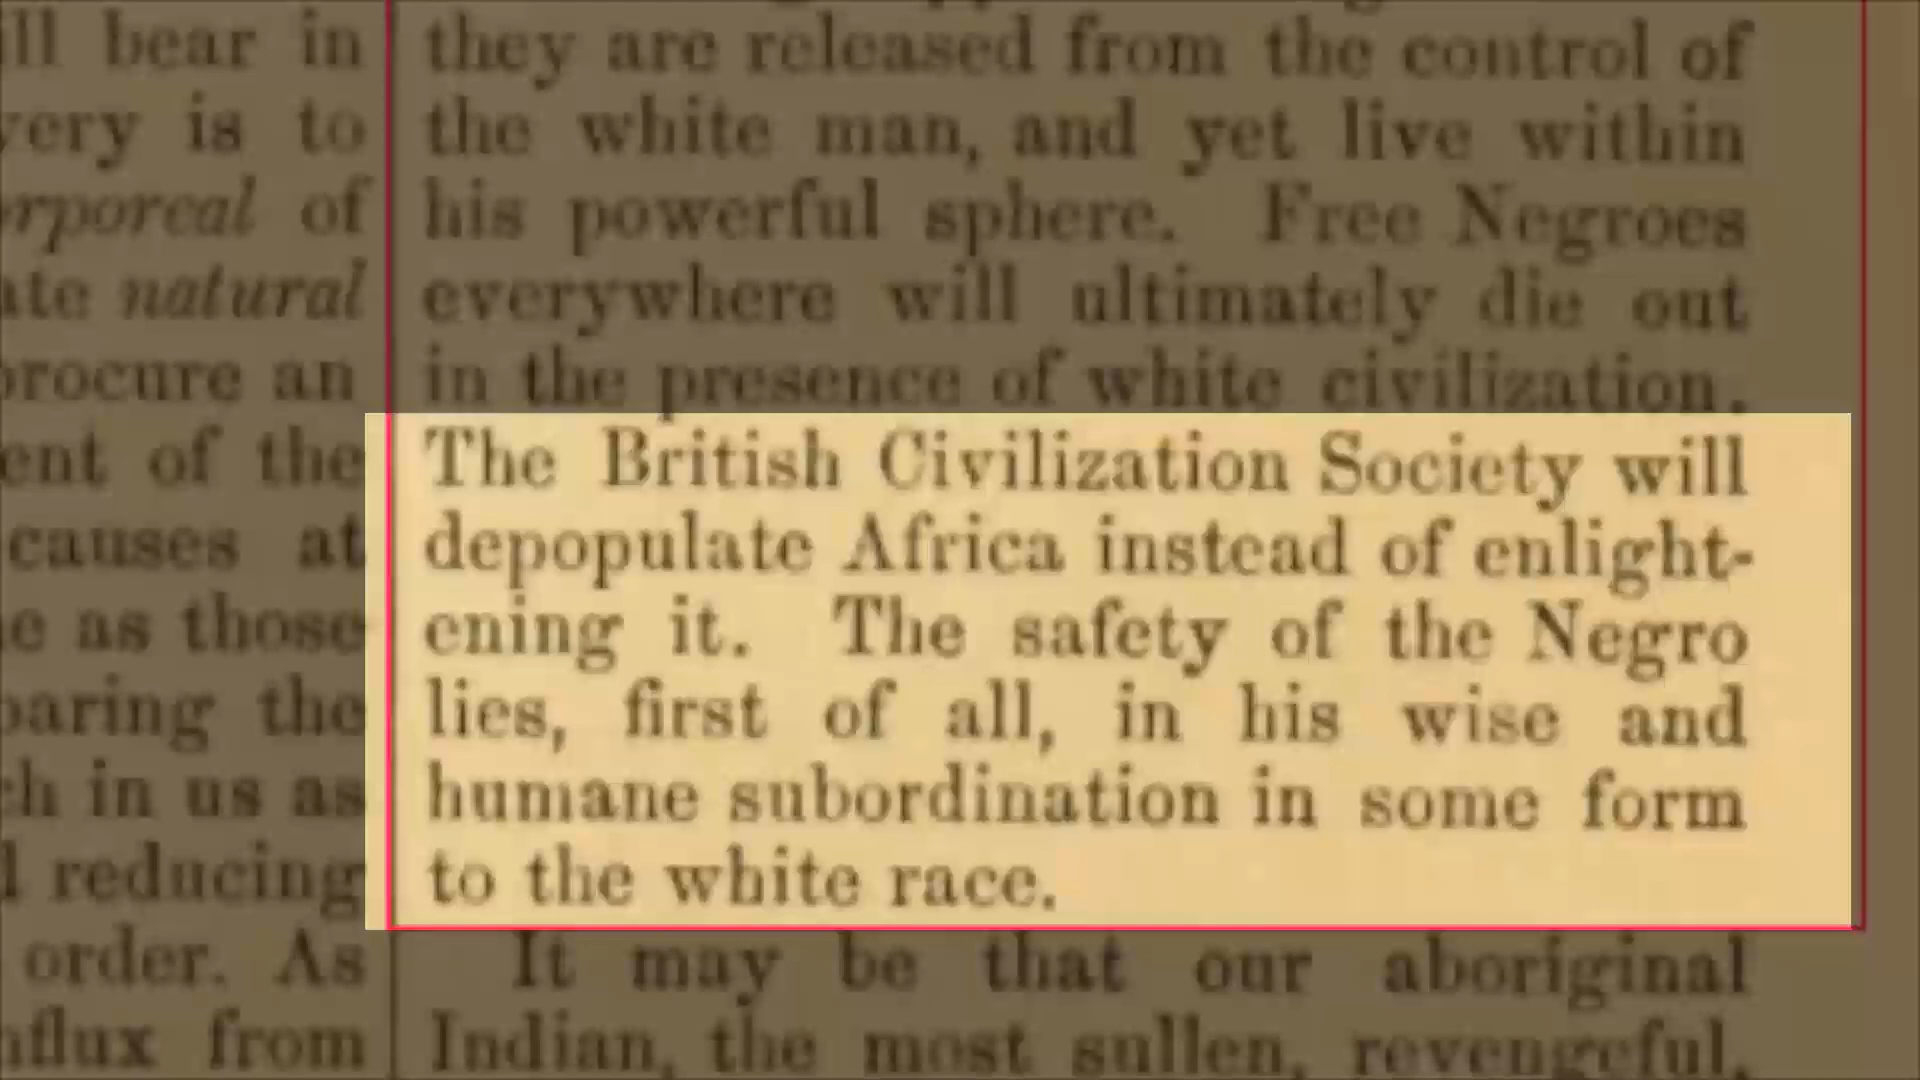 ll bear in
very is to
orporeal of
ate natural
procure an
ent of the
causes at
e as those
paring the
ch in us as
d reducing
order. As
nflux from
they are released from the control of
the white man, and yet live within
his powerful sphere. Free Negroes
everywhere will ultimately die out
in the presence of white civilization.
The British Civilization Society will
depopulate Africa instead of enlight-
ening it. The safety of the Negro
lies, first of all, in his wise and
humane subordination in some form
to the white race.
It may be that our aboriginal
Indian, the most sullen, revengeful,